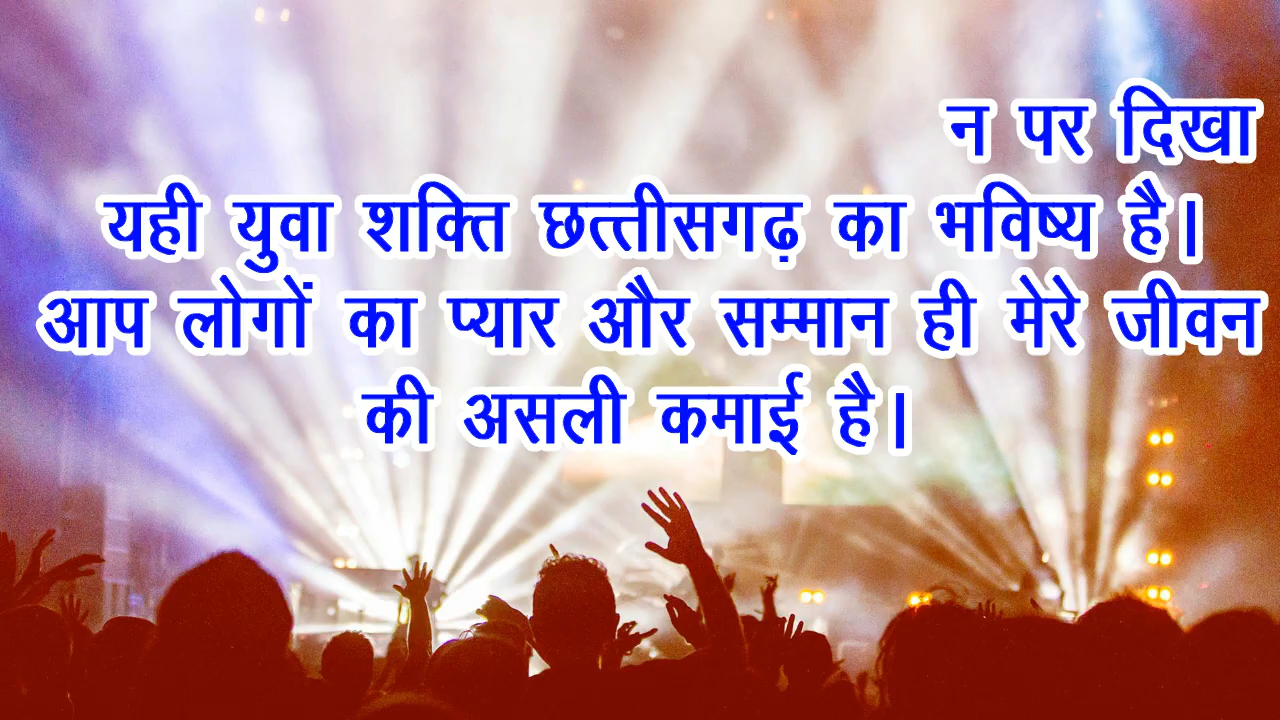 न पर दिखा
यही युवा शक्ति छत्तीसगढ़ का भविष्य है।
आप लोगों का प्यार और सम्मान ही मेरे जीवन
की असली कमाई है।